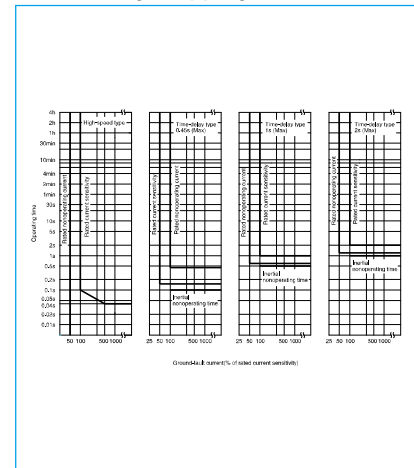 4h
2h
1h
30min
10min
4min
2min
1min
30s
10s
5s
2s
1s
0.5s
0.2s
0.1s
0.05s
0.04s
0.02s
0.01s
Operating time
High-speed type
Rated nonoperating current
Rated current sensitivity
50 100 500 1000
Time-delay type
0.45s (Max)
Rated current sensitivity
Rated nonoperating current
Inertial
nonoperating time
25 50 100 500 1000
Time-delay type
1s (Max)
Rated nonoperating current
Rated current sensitivity
Inertial
nonoperating time
25 50 100 500 1000
Time-delay type
2s (Max)
Rated nonoperating current
Rated current sensitivity
Inertial
nonoperating time
25 50 100 500 1000
Ground-fault current(% of rated current sensitivity)